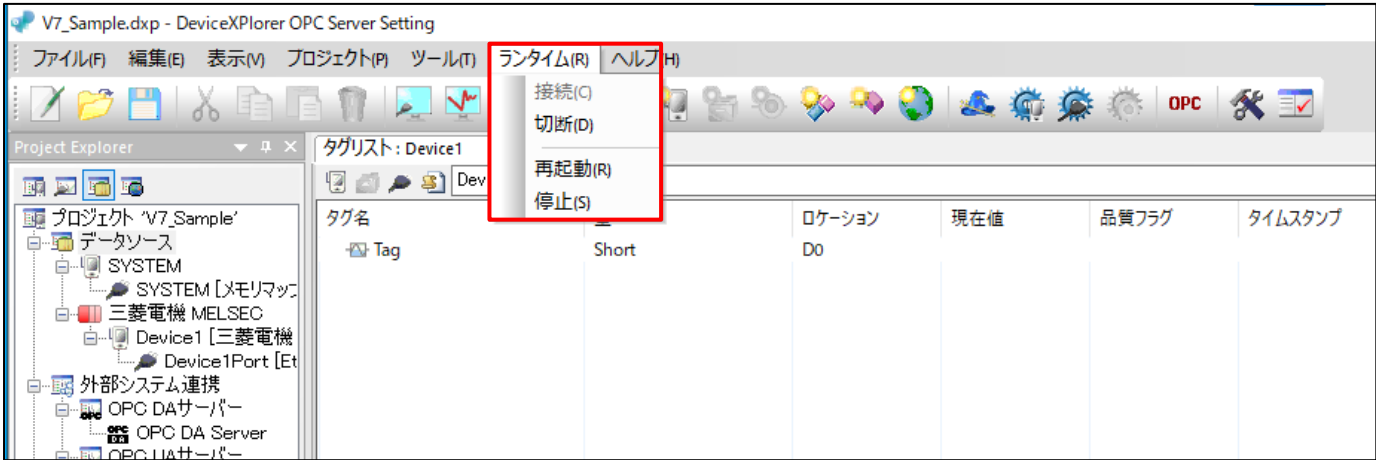 V7_Sample.dxp - DeviceXPlorer OPC Server Setting
ファイル(F) 編集(E) 表示(V) プロジェクト(P) ツール(T) ランタイム(R) ヘルプ(H)
接続(C)
切断(D)
再起動(R)
停止(S)
OPC
Project Explorer
タグリスト : Device1
Dev
プロジェクト 'V7_Sample'
データソース
SYSTEM
SYSTEM [メモリマッフ
三菱電機 MELSEC
Device1 [三菱電機
Device1Port [Et
外部システム連携
OPC DAサーバー
OPC DA Server
OPC UAサーバー
タグ名 ロケーション 現在値 品質フラグ タイムスタンプ
Tag Short D0